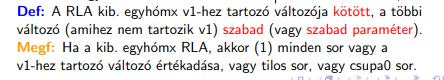 Def: A RLA kib. egyhómx v1-hez tartozó változója kötött, a többi
változó (amihez nem tartozik v1) szabad (vagy szabad paraméter).
Megf: Ha a kib. egyhómx RLA, akkor (1) minden sor vagy a
v1-hez tartozó változó értékadása, vagy tilos sor, vagy csupa0 sor.